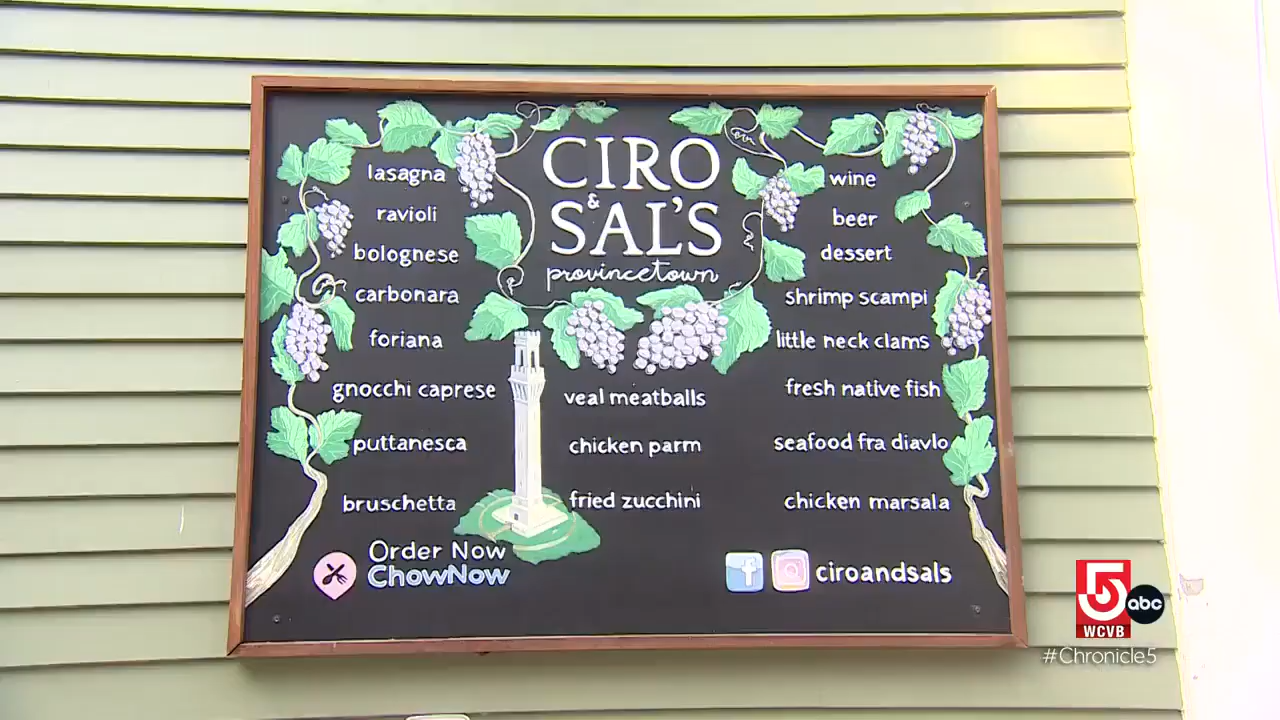 CIRO
&
SAL'S
provincetown
lasagna
ravioli
bolognese
carbonara
foriana
gnocchi caprese
puttanesca
bruschetta
veal meatballs
chicken parm
fried zucchini
wine
beer
dessert
shrimp scampi
little neck clams
fresh native fish
seafood fra diavlo
chicken marsala
Order Now
ChowNow
f
ciroandsals
5
abc
WCVB
#Chronicle5